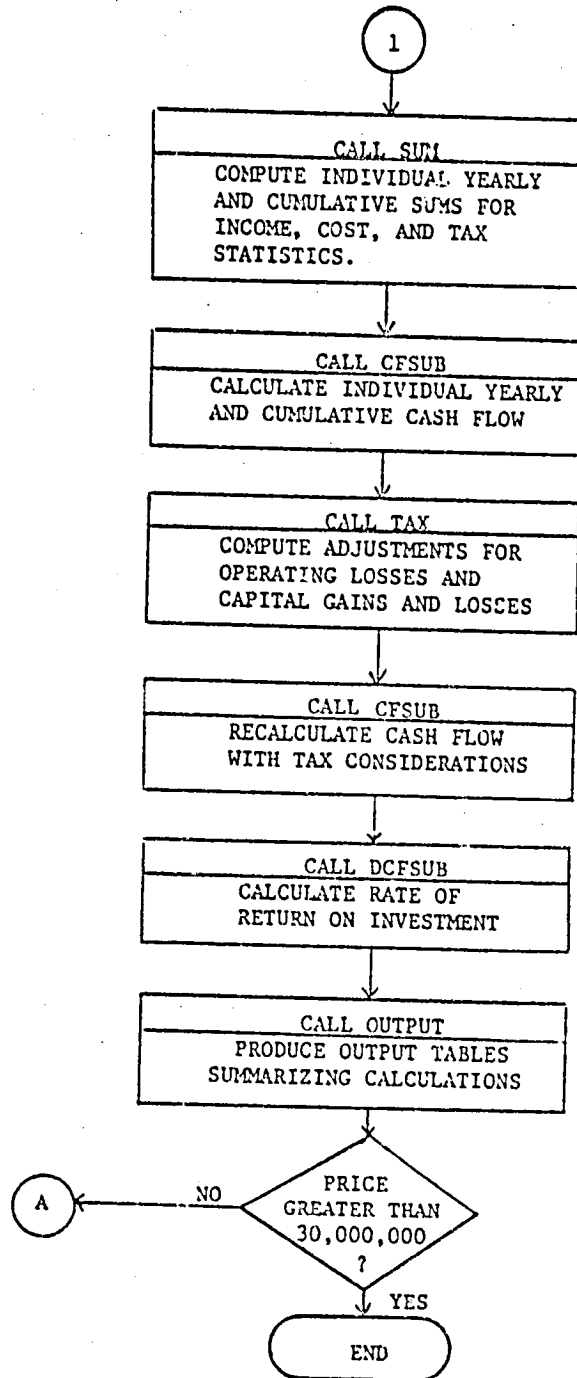 1
CALL SUM
COMPUTE INDIVIDUAL YEARLY
AND CUMULATIVE SUMS FOR
INCOME, COST, AND TAX
STATISTICS.
CALL CFSUB
CALCULATE INDIVIDUAL YEARLY
AND CUMULATIVE CASH FLOW
CALL TAX
COMPUTE ADJUSTMENTS FOR
OPERATING LOSSES AND
CAPITAL GAINS AND LOSSES
CALL CFSUB
RECALCULATE CASH FLOW
WITH TAX CONSIDERATIONS
CALL DCFSUB
CALCULATE RATE OF
RETURN ON INVESTMENT
CALL OUTPUT
PRODUCE OUTPUT TABLES
SUMMARIZING CALCULATIONS
PRICE
GREATER THAN
30,000,000
?
NO
A
YES
END